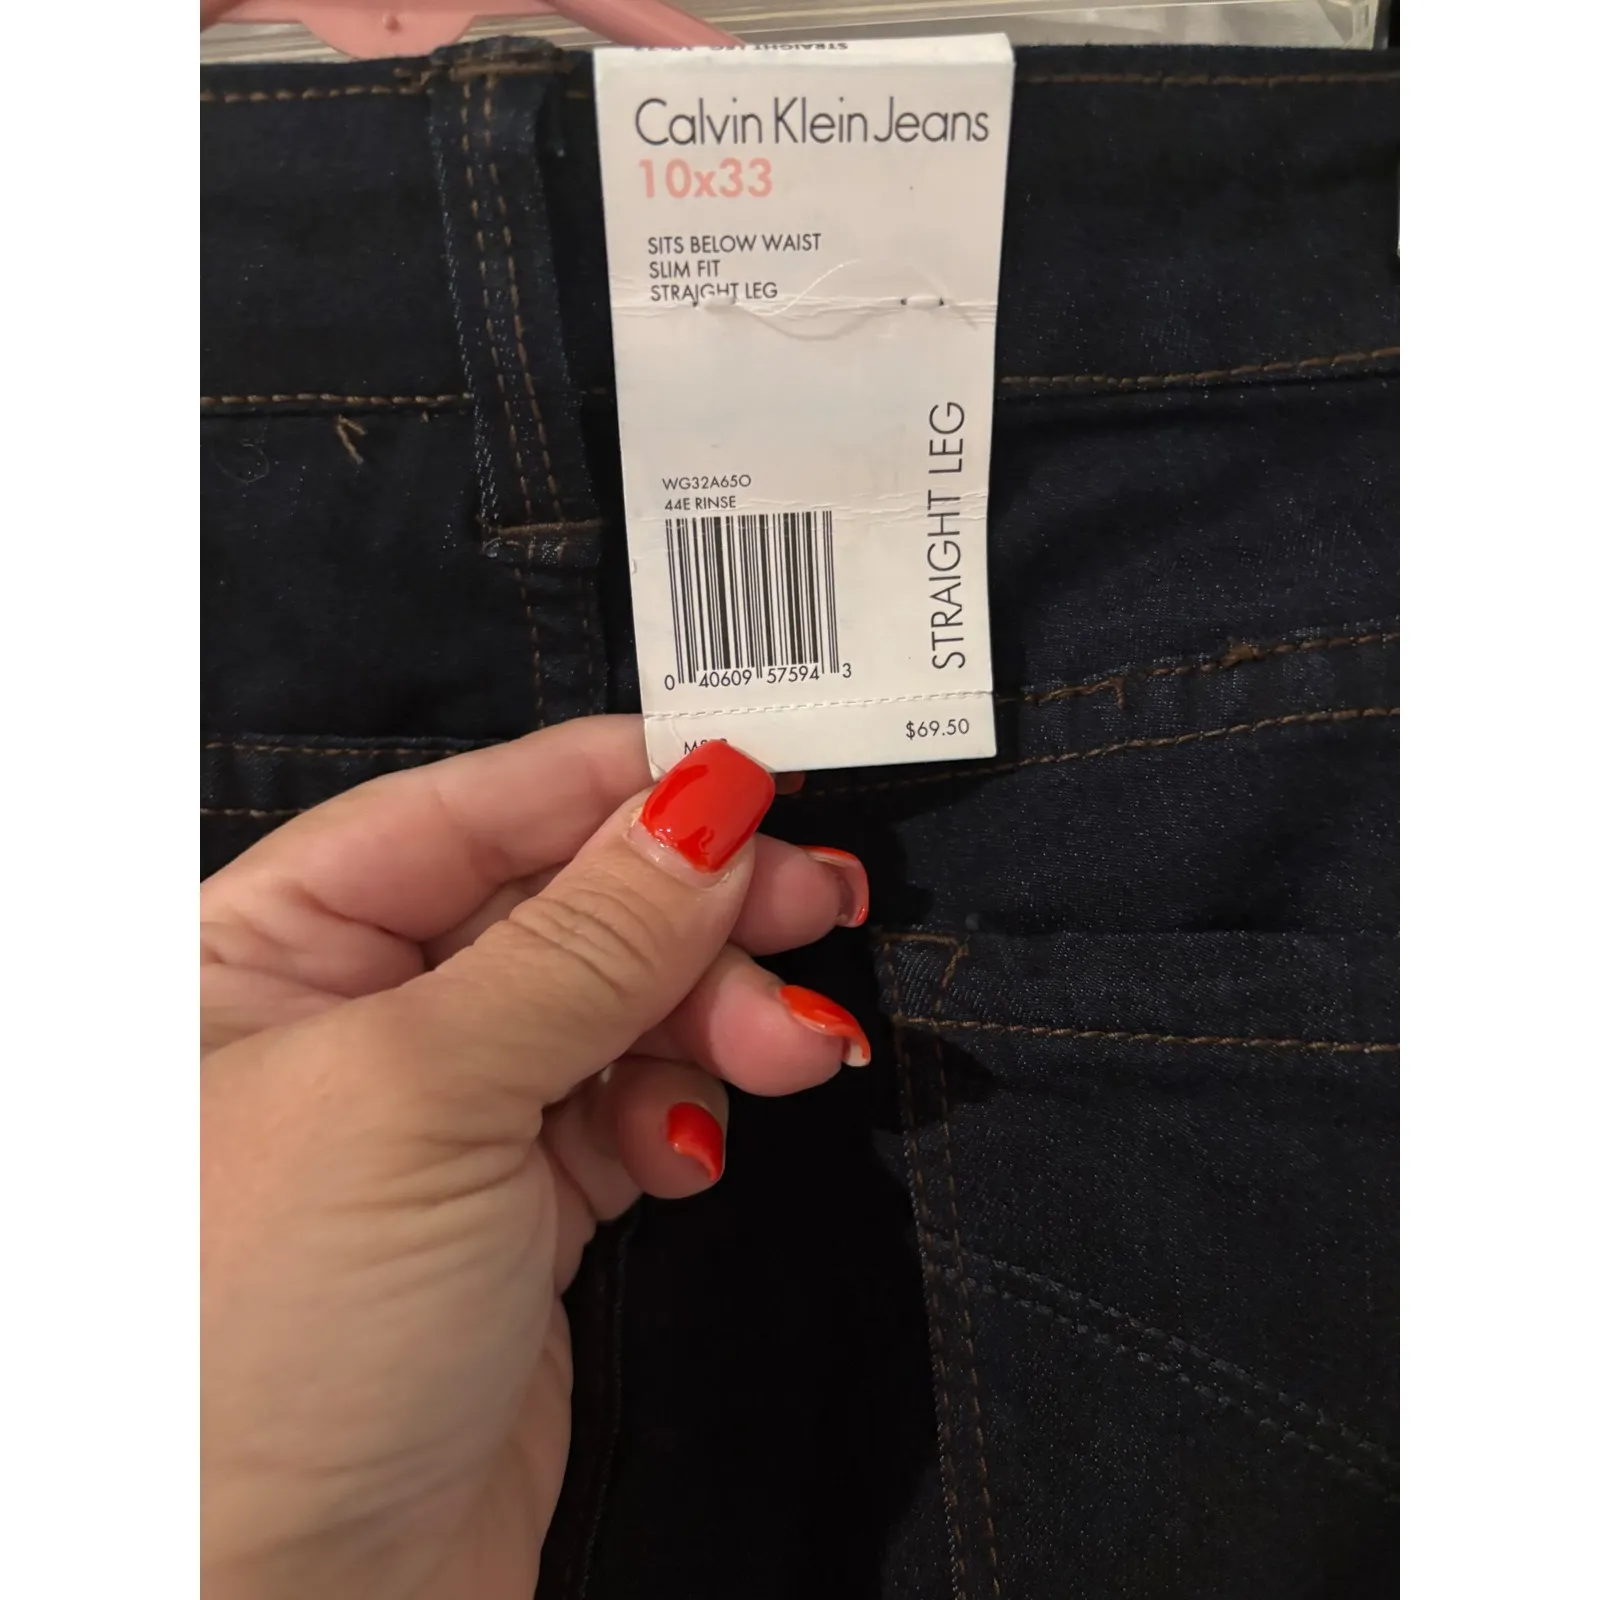 Calvin Klein Jeans
10x33
SITS BELOW WAIST
SLIM FIT
STRAIGHT LEG
STRAIGHT LEG
WG32A65O
44E RINSE
0 40609 57594 3
$69.50